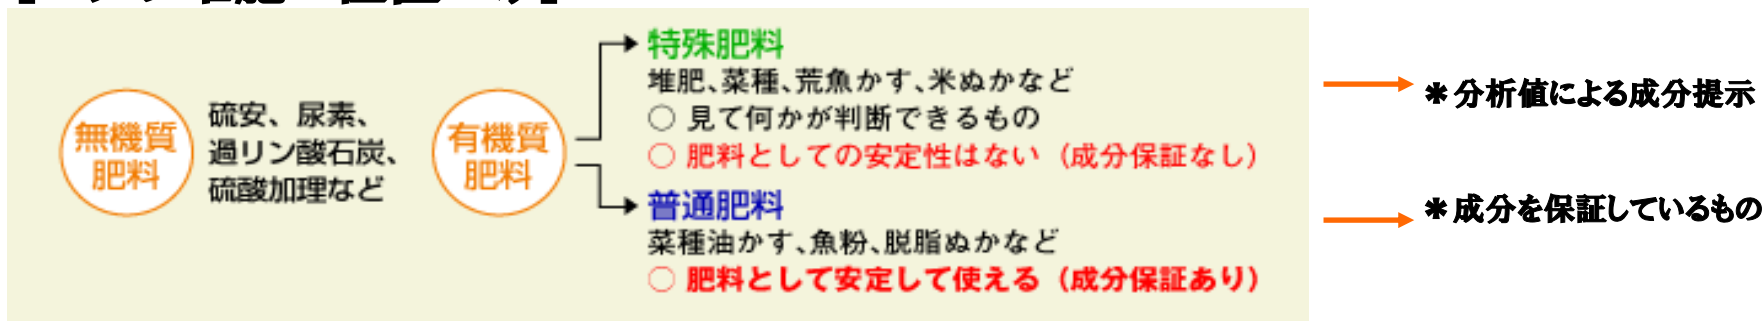 無機質
肥料
硫安、尿素、
過リン酸石炭、
硫酸加理など
有機質
肥料
特殊肥料
堆肥、菜種、荒魚かす、米ぬかなど
○ 見て何かが判断できるもの
○ 肥料としての安定性はない（成分保証なし）
普通肥料
菜種油かす、魚粉、脱脂ぬかなど
○ 肥料として安定して使える（成分保証あり）
＊分析値による成分提示
＊成分を保証しているもの